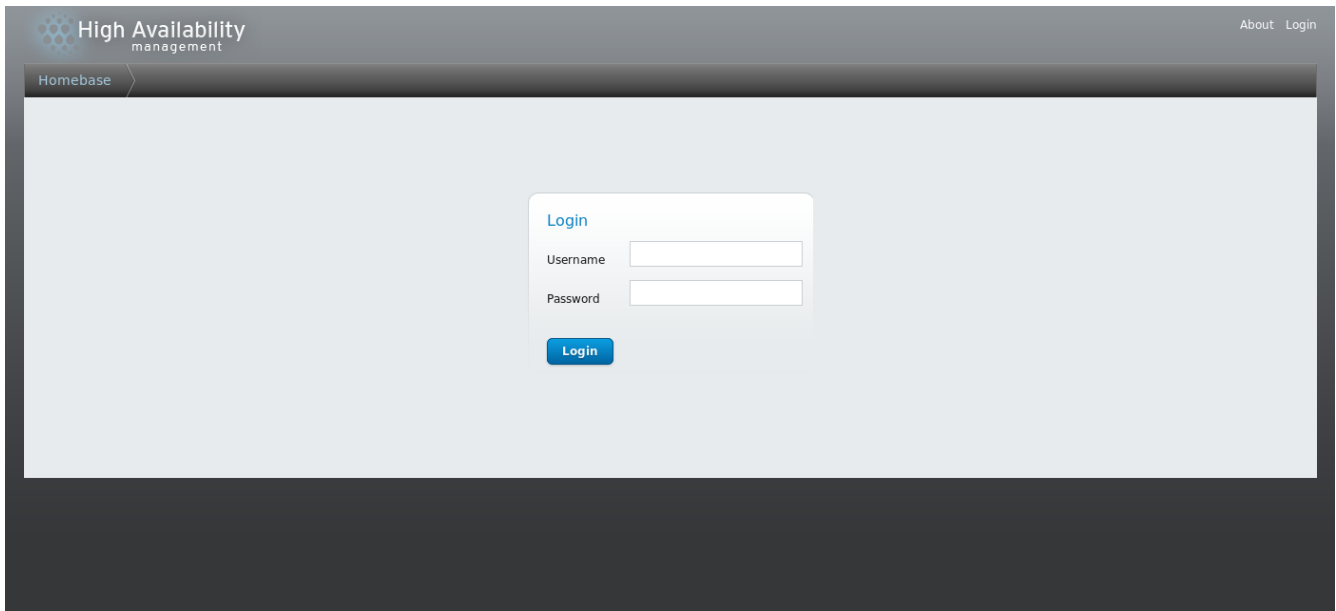 High Availability
management
About Login
Homebase
Login
Username
Password
Login